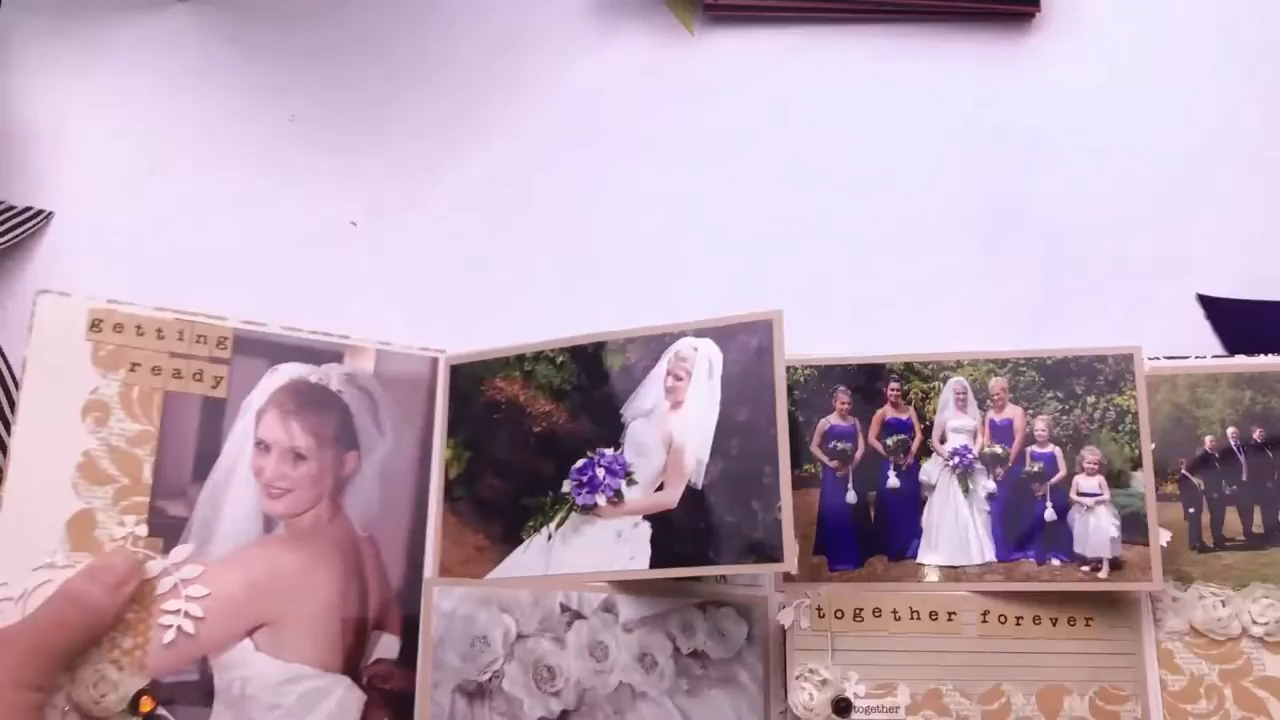 getting
ready
together forever
together